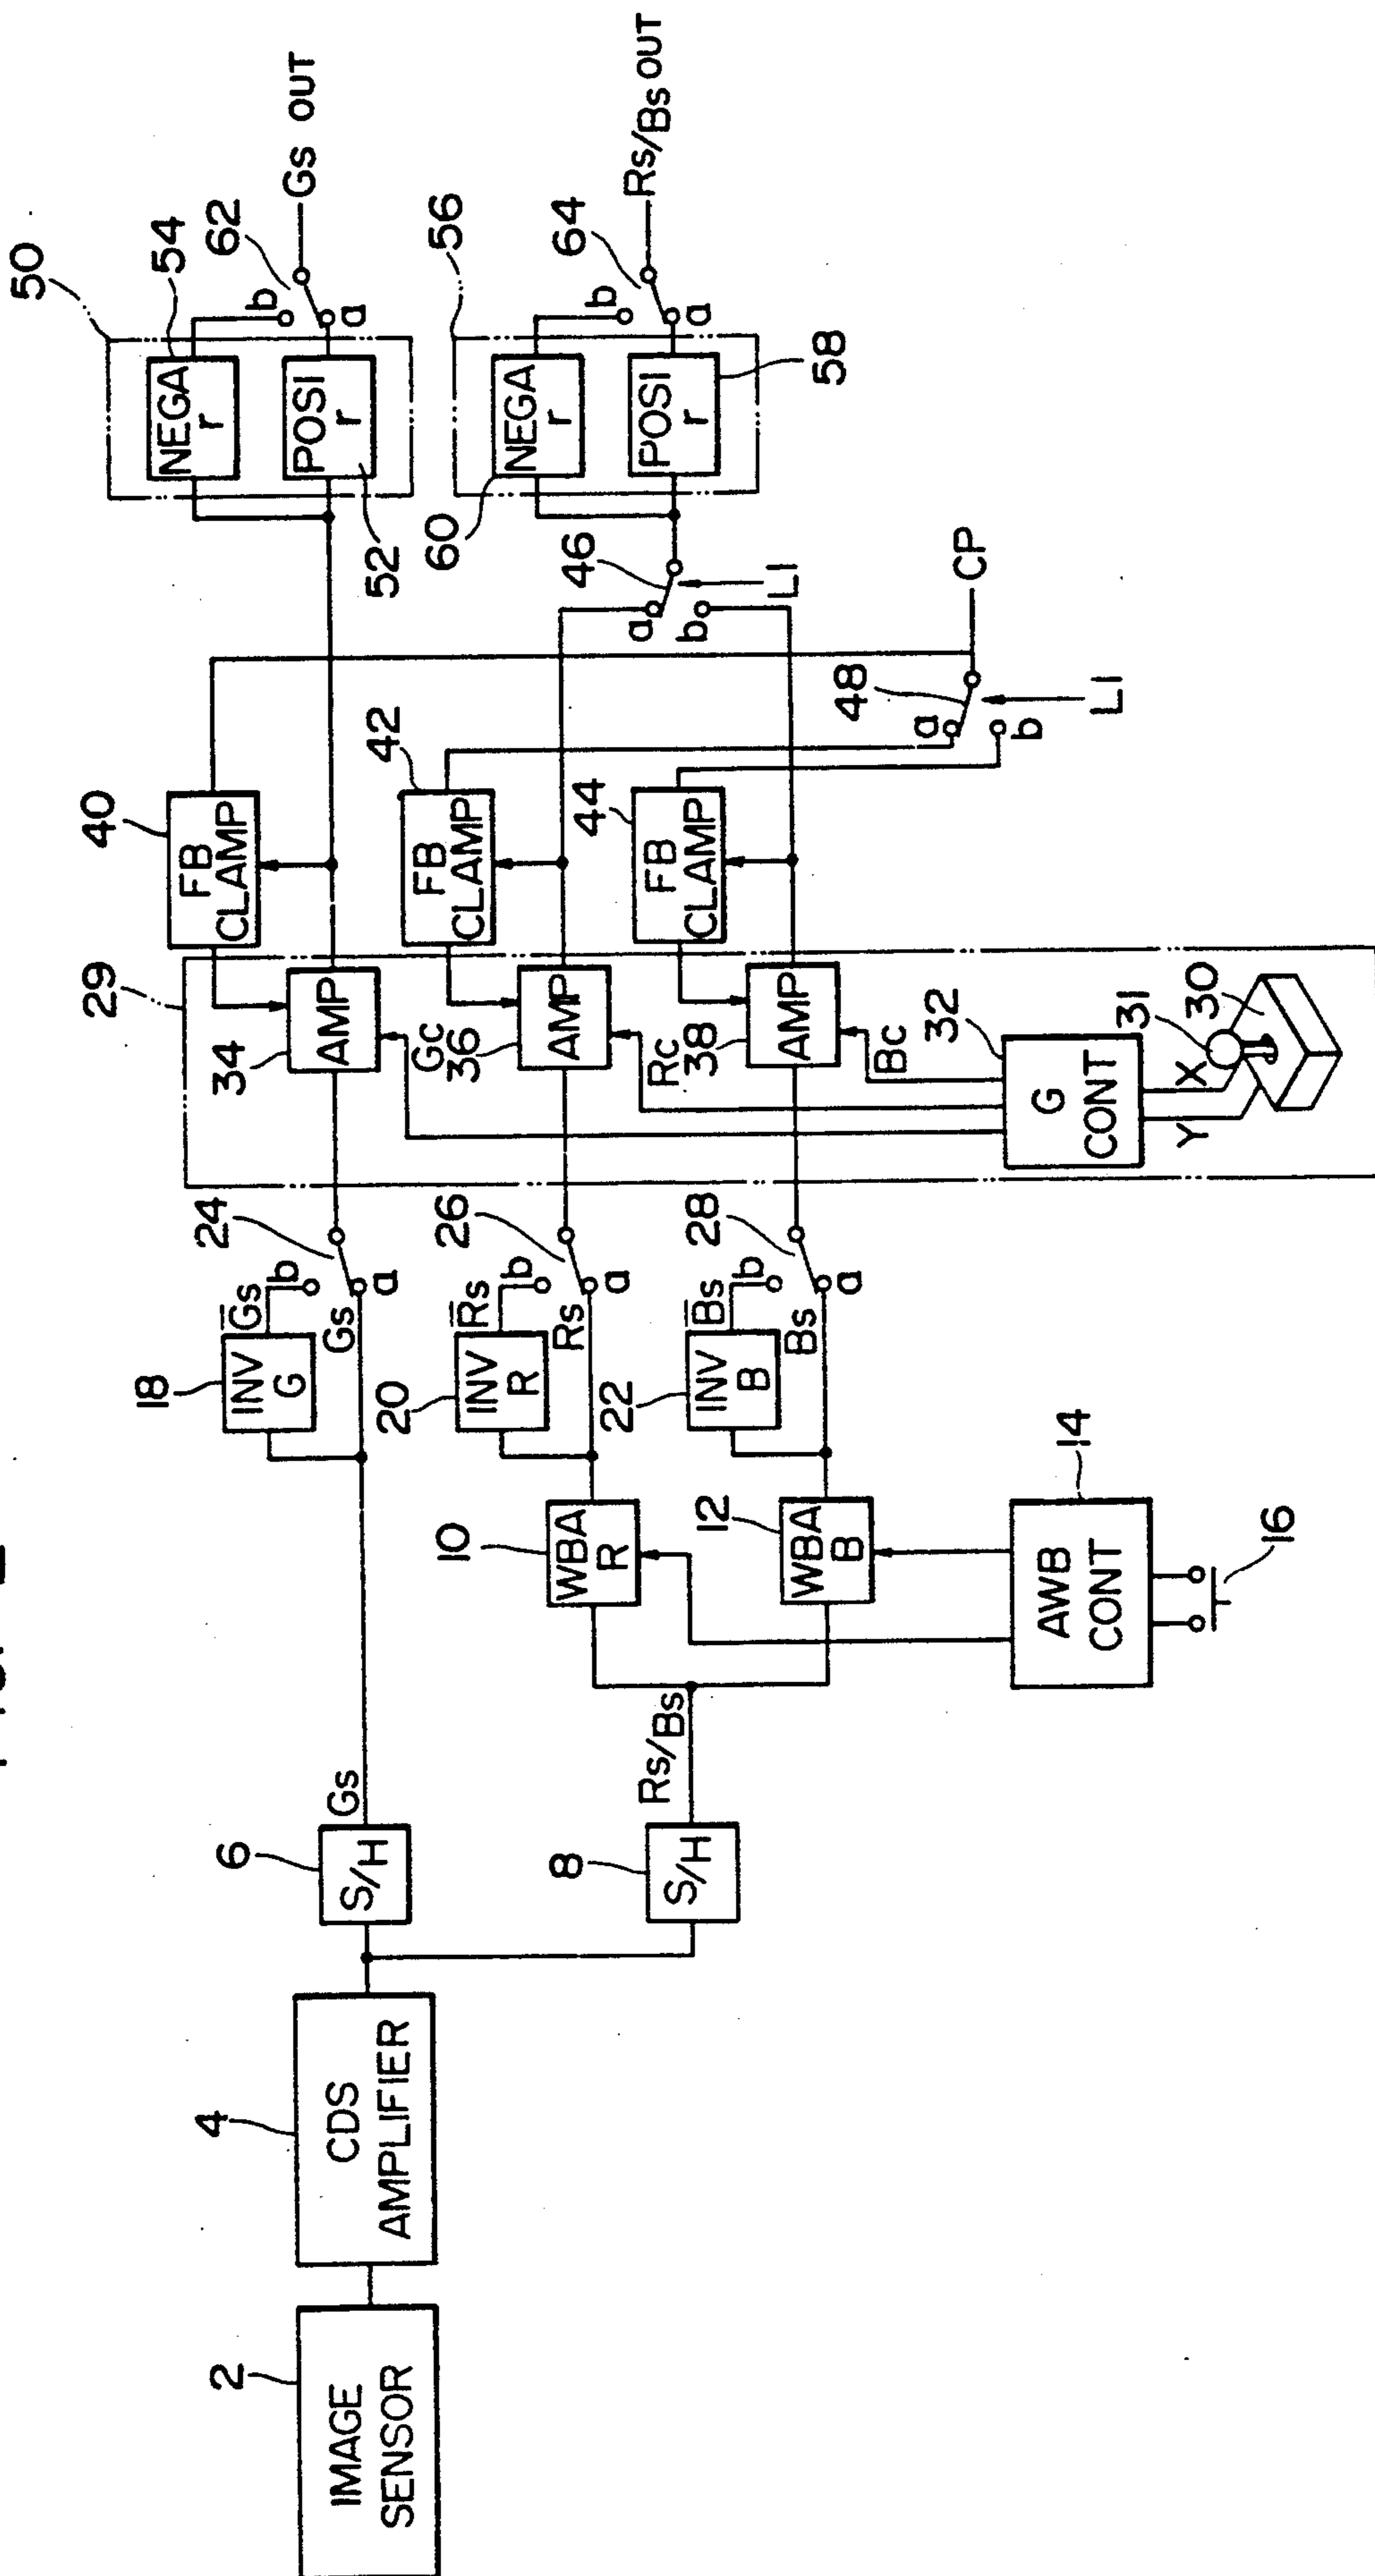 2
IMAGE
SENSOR
4
CDS
AMPLIFIER
6
S/H
Gs
8
S/H
Rs/Bs
10
WBA
R
12
WBA
B
14
AWB
CONT
16
18
INV
G
G̅s
b
Gs
a
24
20
INV
R
R̅s
b
Rs
a
26
22
INV
B
B̅s
b
Bs
a
28
29
34
AMP
Gc
36
AMP
Rc
38
AMP
Bc
32
G
CONT
X
Y
31
30
40
FB
CLAMP
42
FB
CLAMP
44
FB
CLAMP
46
a
b
LI
48
a
b
LI
CP
50
54
NEGA
r
52
POSI
r
62
b
a
Gs OUT
56
60
NEGA
r
58
POSI
r
64
b
a
Rs/Bs OUT